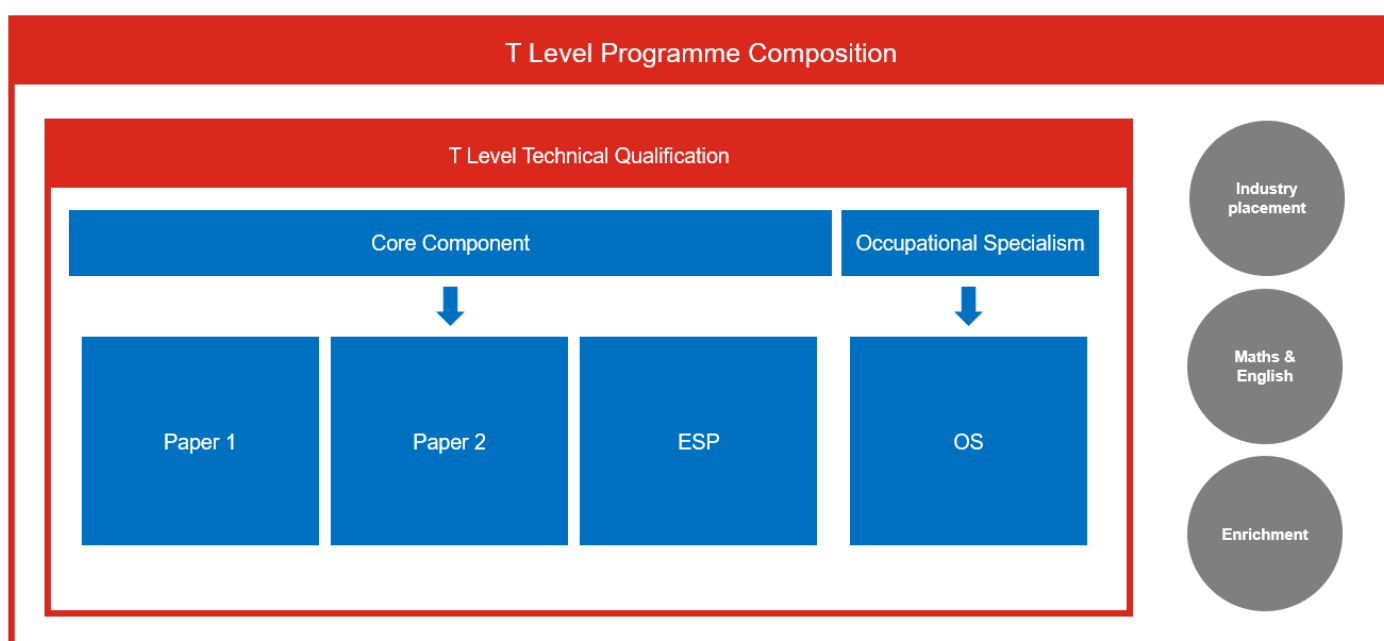 T Level Programme Composition
T Level Technical Qualification
Core Component
Occupational Specialism
Paper 1
Paper 2
ESP
OS
Industry
placement
Maths &
English
Enrichment